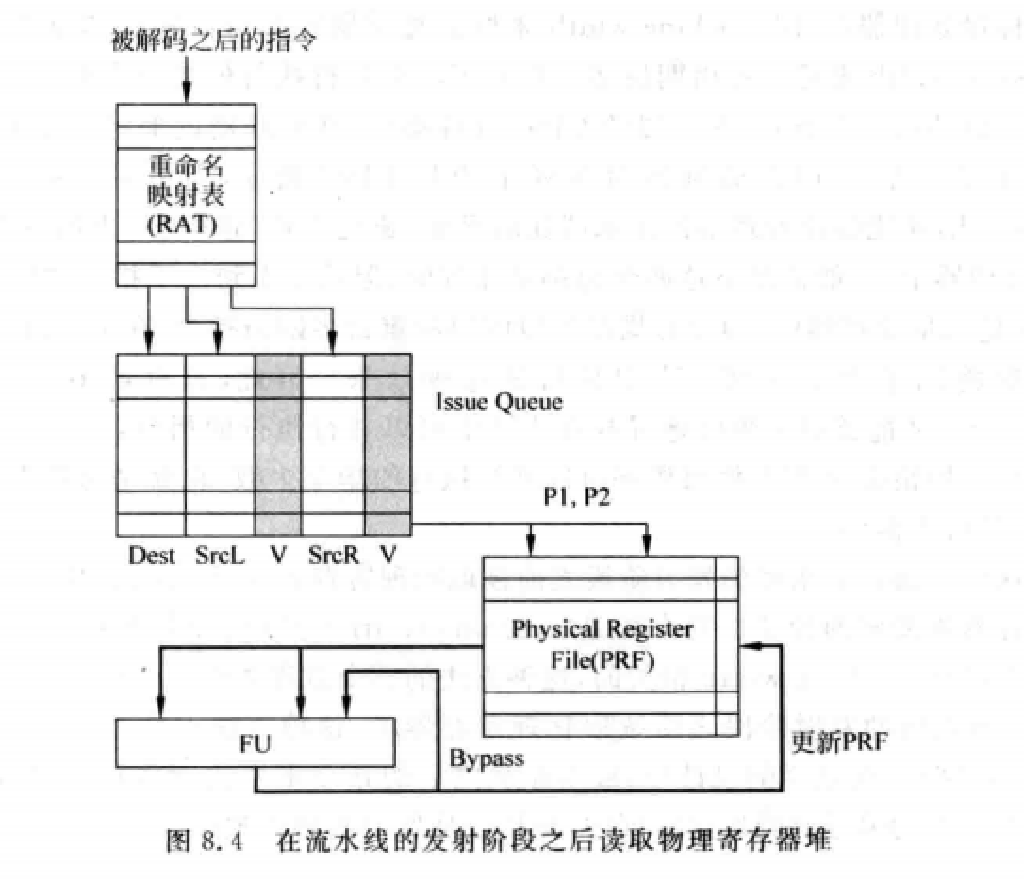 被解码之后的指令
重命名
映射表
(RAT)
Issue Queue
P1, P2
Dest SrcL V SrcR V
Physical Register
File(PRF)
FU
Bypass
更新PRF
图 8.4 在流水线的发射阶段之后读取物理寄存器堆